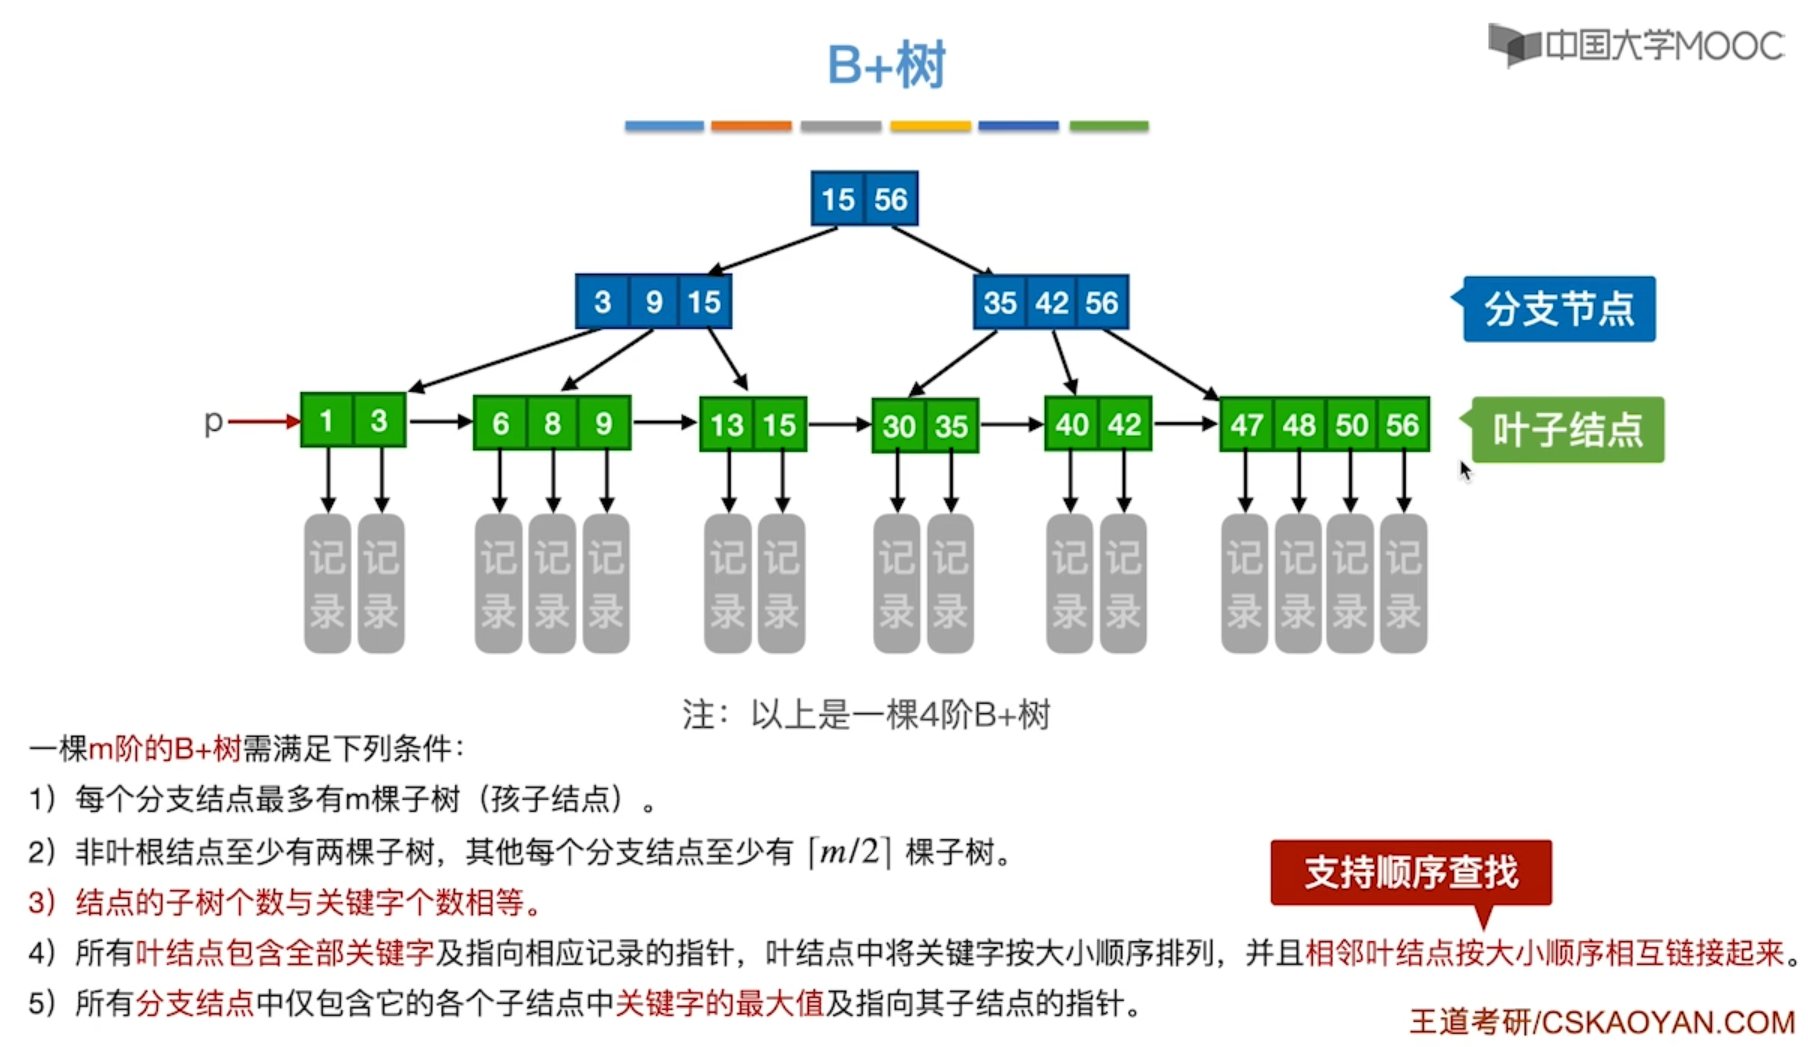 中国大学MOOC
B+树
15 56
3 9 15
35 42 56
分支节点
p
1 3
6 8 9
13 15
30 35
40 42
47 48 50 56
叶子结点
记录 记录 记录 记录 记录 记录 记录 记录 记录 记录 记录 记录 记录 记录 记录
注：以上是一棵4阶B+树
一棵m阶的B+树需满足下列条件：
1）每个分支结点最多有m棵子树（孩子结点）。
2）非叶根结点至少有两棵子树，其他每个分支结点至少有 ⌈m/2⌉ 棵子树。
3）结点的子树个数与关键字个数相等。
支持顺序查找
4）所有叶结点包含全部关键字及指向相应记录的指针，叶结点中将关键字按大小顺序排列，并且相邻叶结点按大小顺序相互链接起来。
5）所有分支结点中仅包含它的各个子结点中关键字的最大值及指向其子结点的指针。
王道考研/CSKAOYAN.COM